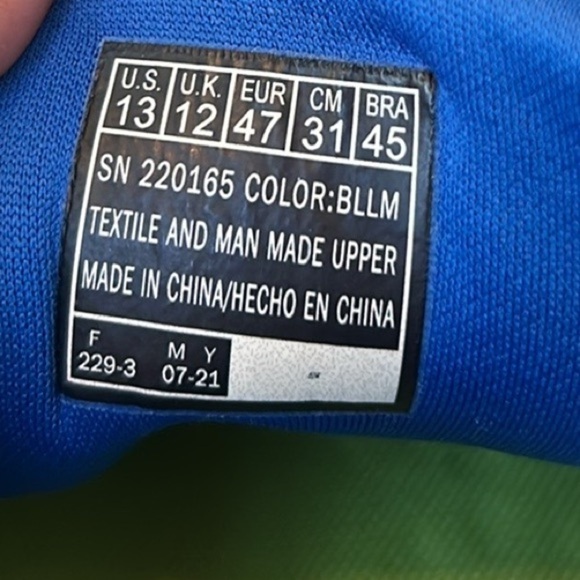 U.S. U.K. EUR CM BRA
13 12 47 31 45
SN 220165 COLOR:BLLM
TEXTILE AND MAN MADE UPPER
MADE IN CHINA/HECHO EN CHINA
F M Y
229-3 07-21